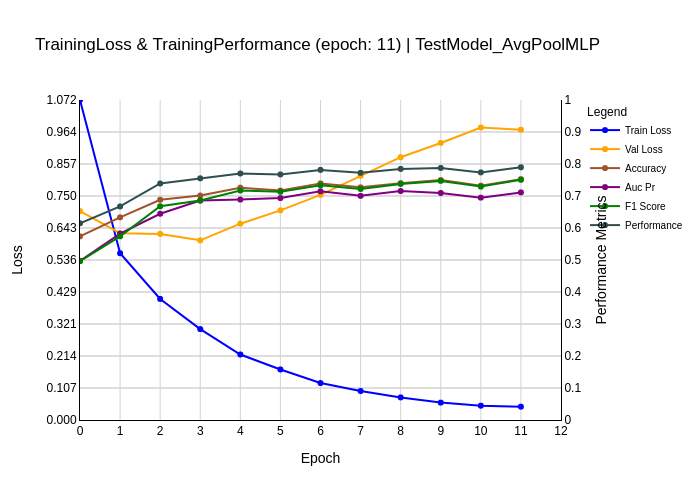 TrainingLoss & TrainingPerformance (epoch: 11) | TestModel_AvgPoolMLP
1.072
0.964
0.857
0.750
0.643
0.536
0.429
0.321
0.214
0.107
0.000
Loss
0 1 2 3 4 5 6 7 8 9 10 11 12
Epoch
1
0.9
0.8
0.7
0.6
0.5
0.4
0.3
0.2
0.1
0
Performance Metrics
Legend
Train Loss
Val Loss
Accuracy
Auc Pr
F1 Score
Performance